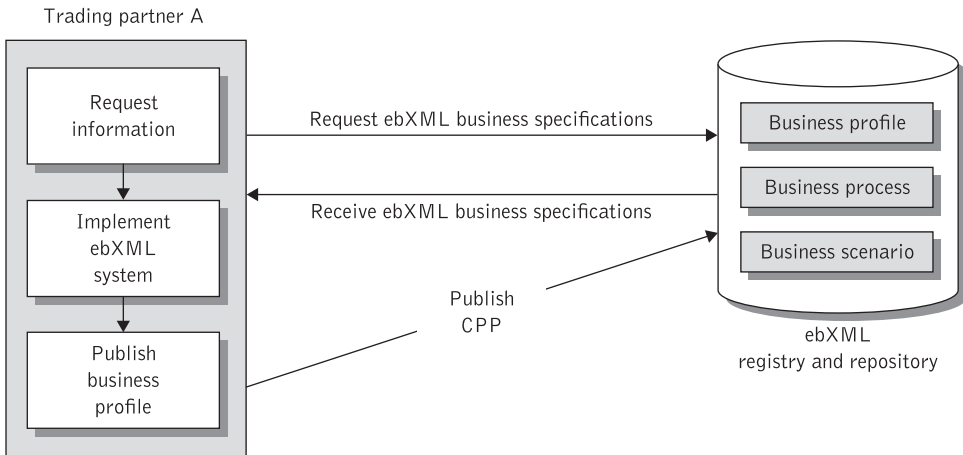 Trading partner A
Request
information
Implement
ebXML
system
Publish
business
profile
Request ebXML business specifications
Receive ebXML business specifications
Publish
CPP
Business profile
Business process
Business scenario
ebXML
registry and repository